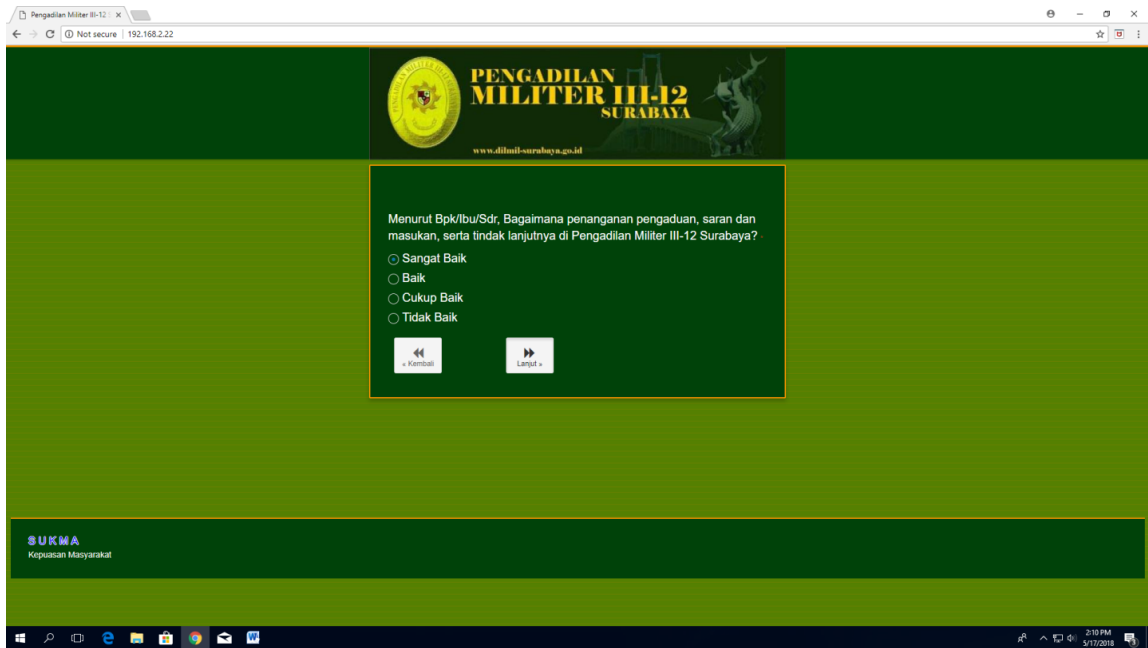 Pengadilan Militer III-12
Not secure | 192.168.2.22
PENGADILAN
MILITER III-12
SURABAYA
www.dilmil-surabaya.go.id
Menurut Bpk/Ibu/Sdr, Bagaimana penanganan pengaduan, saran dan
masukan, serta tindak lanjutnya di Pengadilan Militer III-12 Surabaya?
Sangat Baik
Baik
Cukup Baik
Tidak Baik
« Kembali
Lanjut »
SUKMA
Kepuasan Masyarakat
2:10 PM
5/17/2018